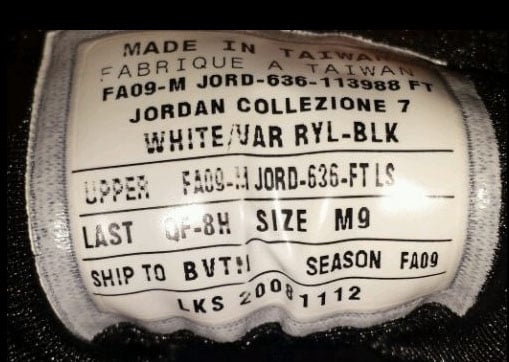 MADE IN TAIWAN
FABRIQUE A TAIWAN
FA09-M JORD-636-113988 FT
JORDAN COLLEZIONE 7
WHITE/VAR RYL-BLK
UPPER FA09-M JORD-636-FT LS
LAST QF-8H SIZE M9
SHIP TO BVTN SEASON FA09
LKS 20081112